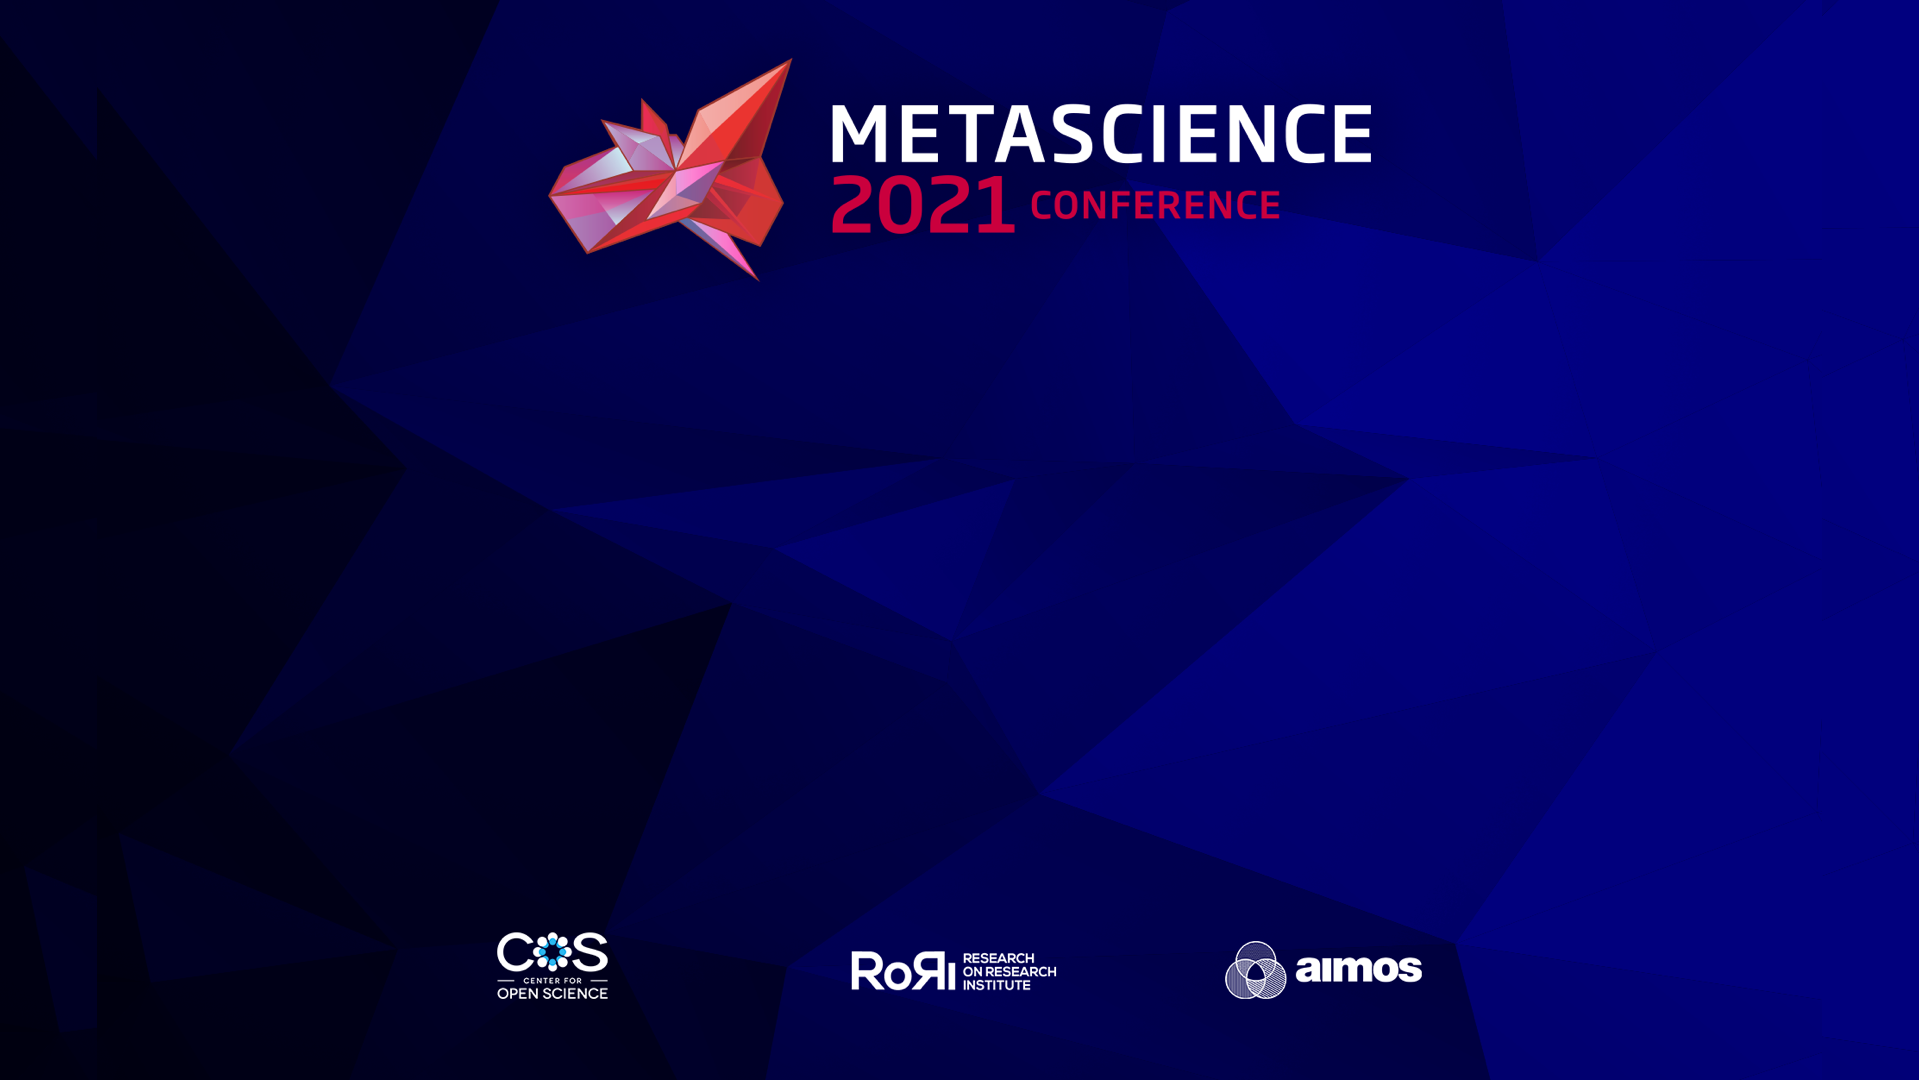 METASCIENCE
2021 CONFERENCE
COS
CENTER FOR
OPEN SCIENCE
RoRI
RESEARCH
ON RESEARCH
INSTITUTE
aimos